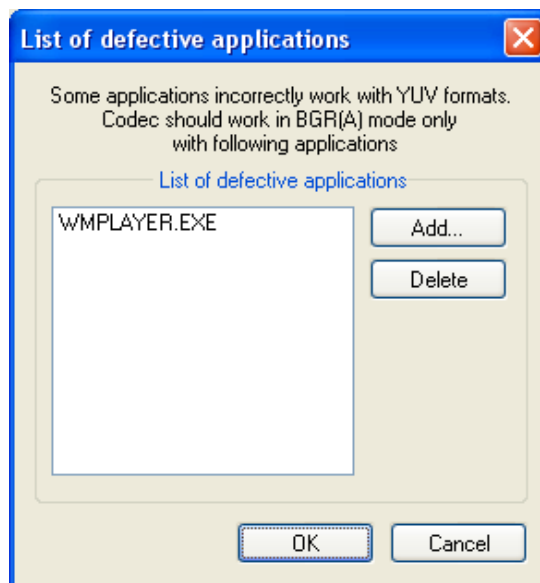 List of defective applications
Some applications incorrectly work with YUV formats.
Codec should work in BGR(A) mode only
with following applications
List of defective applications
WMPLAYER.EXE
Add...
Delete
OK
Cancel